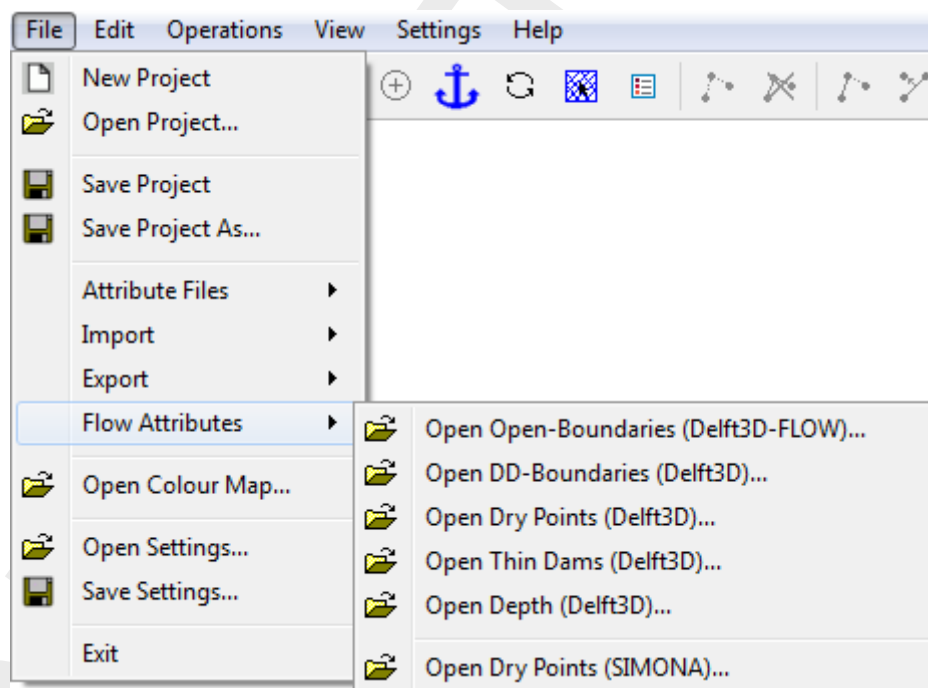 File Edit Operations View Settings Help
New Project
Open Project...
Save Project
Save Project As...
Attribute Files
Import
Export
Flow Attributes
Open Open-Boundaries (Delft3D-FLOW)...
Open DD-Boundaries (Delft3D)...
Open Dry Points (Delft3D)...
Open Thin Dams (Delft3D)...
Open Depth (Delft3D)...
Open Dry Points (SIMONA)...
Open Colour Map...
Open Settings...
Save Settings...
Exit